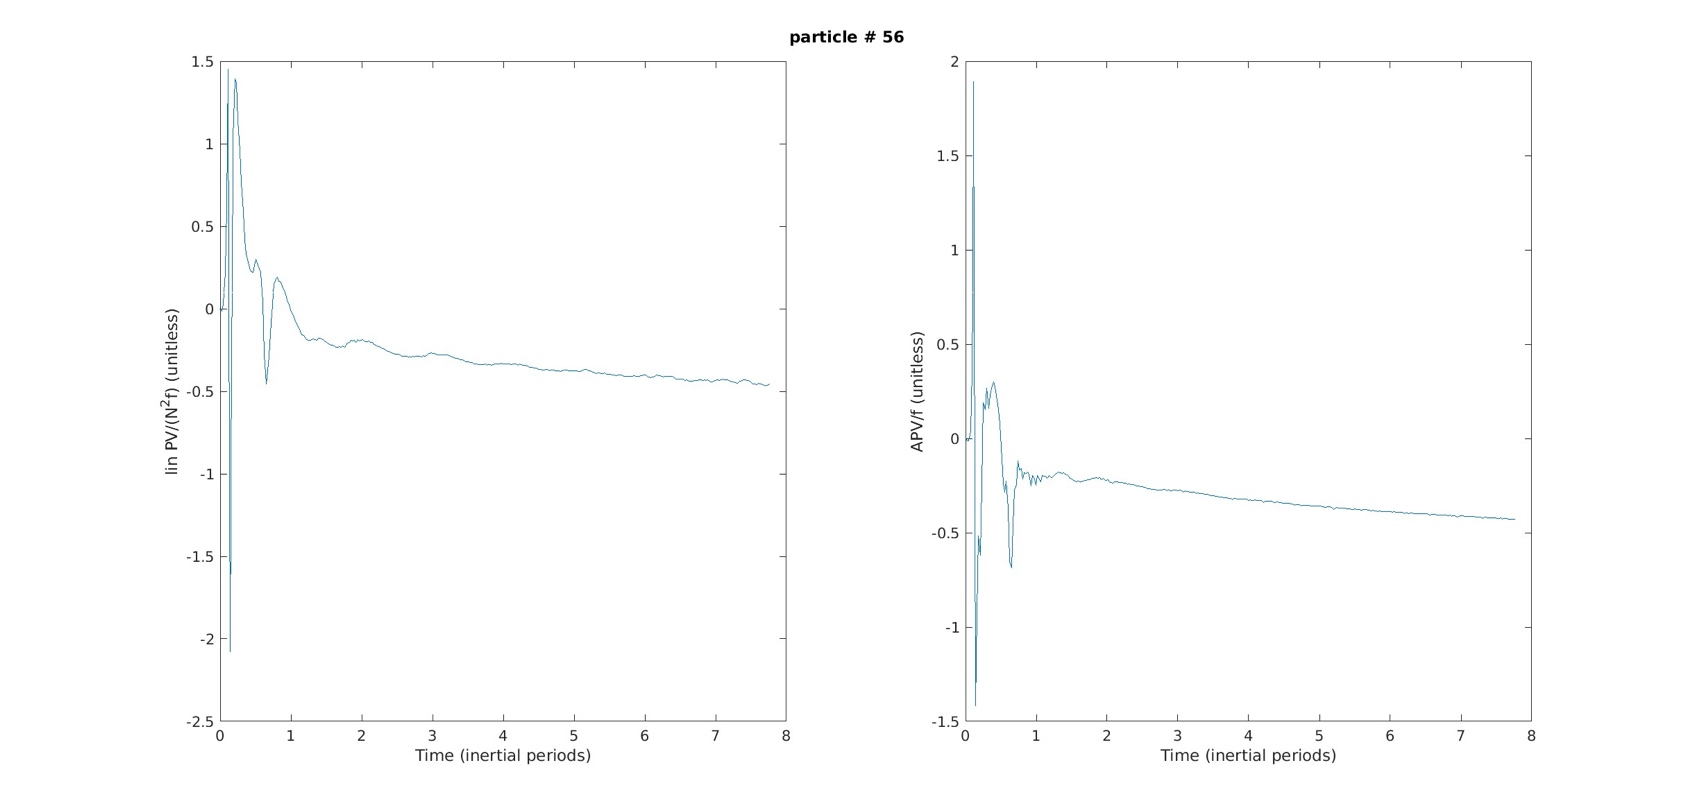 particle # 56
1.5
1
0.5
0
-0.5
-1
-1.5
-2
-2.5
lin PV/(N²f) (unitless)
0 1 2 3 4 5 6 7 8
Time (inertial periods)
2
1.5
1
0.5
0
-0.5
-1
-1.5
APV/f (unitless)
0 1 2 3 4 5 6 7 8
Time (inertial periods)